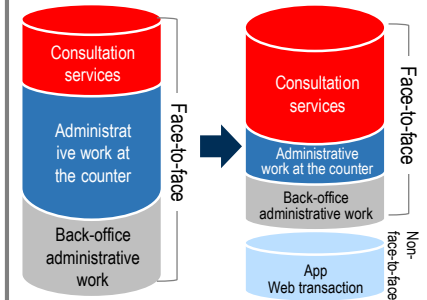 Consultation
services
Administrat
ive work at
the counter
Back-office
administrative
work
Face-to-face
Consultation
services
Administrative
work at the counter
Back-office
administrative work
Face-to-face
App
Web transaction
Non-
face-to-face